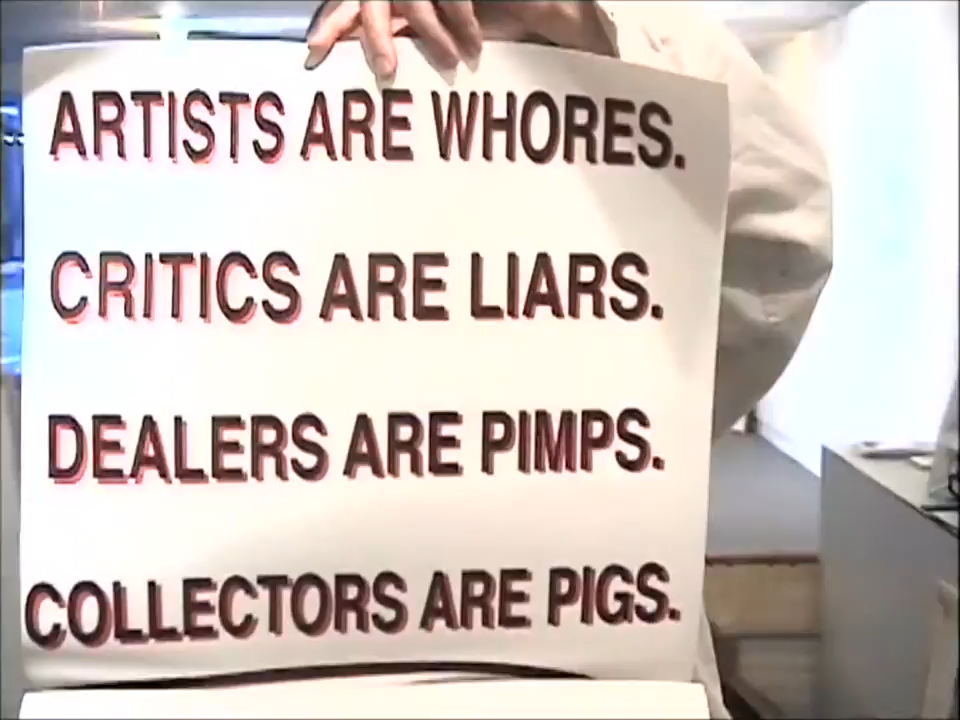 ARTISTS ARE WHORES.
CRITICS ARE LIARS.
DEALERS ARE PIMPS.
COLLECTORS ARE PIGS.